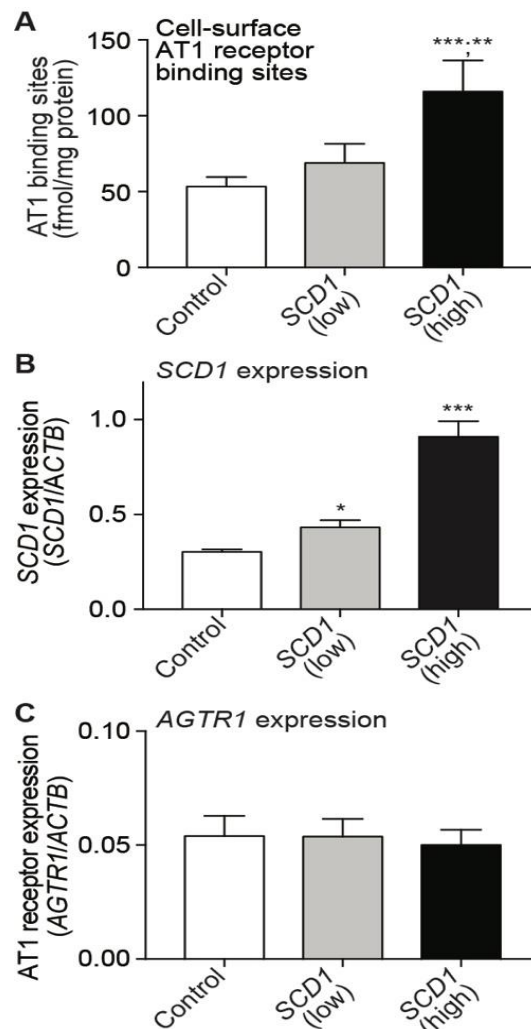 A
Cell-surface
AT1 receptor
binding sites
AT1 binding sites
(fmol/mg protein)
150
100
50
0
***;**
Control
SCD1
(low)
SCD1
(high)
B
SCD1 expression
SCD1 expression
(SCD1/ACTB)
1.0
0.5
0.0
*
***
Control
SCD1
(low)
SCD1
(high)
C
AGTR1 expression
AT1 receptor expression
(AGTR1/ACTB)
0.10
0.05
0.00
Control
SCD1
(low)
SCD1
(high)